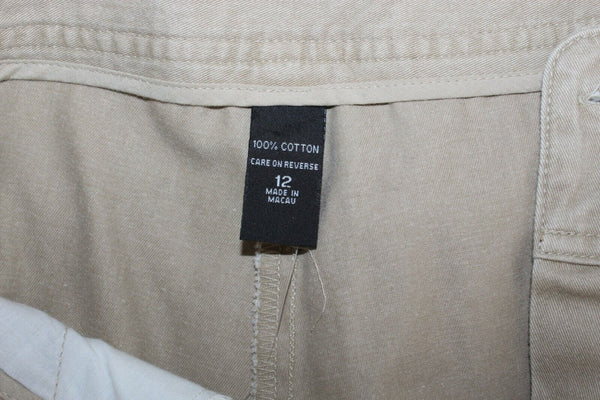 100% COTTON
CARE ON REVERSE
12
MADE IN
MACAU